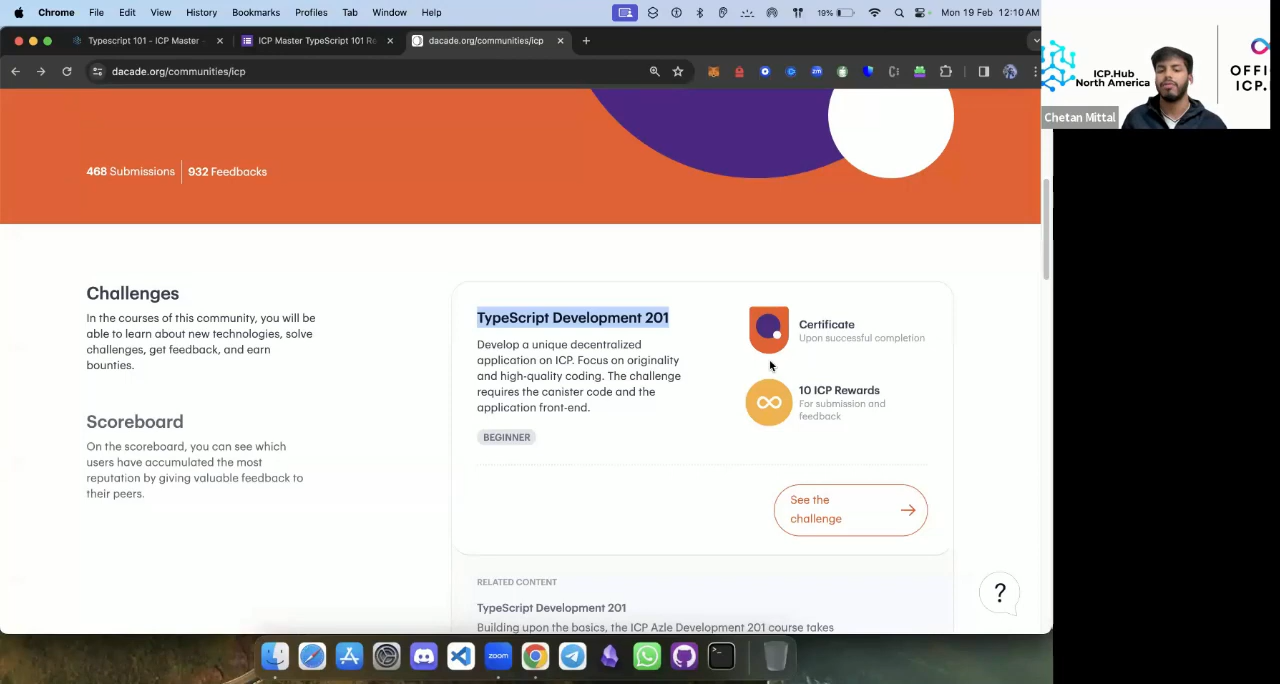 Chrome File Edit View History Bookmarks Profiles Tab Window Help 19% Mon 19 Feb 12:10 AM
Typescript 101 - ICP Master
ICP Master TypeScript 101 Re
dacade.org/communities/icp
dacade.org/communities/icp
ICP.Hub
North America
OFFI
ICP.
Chetan Mittal
468 Submissions 932 Feedbacks
Challenges
In the courses of this community, you will be
able to learn about new technologies, solve
challenges, get feedback, and earn
bounties.
Scoreboard
On the scoreboard, you can see which
users have accumulated the most
reputation by giving valuable feedback to
their peers.
TypeScript Development 201
Develop a unique decentralized
application on ICP. Focus on originality
and high-quality coding. The challenge
requires the canister code and the
application front-end.
BEGINNER
Certificate
Upon successful completion
10 ICP Rewards
For submission and
feedback
See the
challenge
RELATED CONTENT
TypeScript Development 201
Building upon the basics, the ICP Azle Development 201 course takes
?
zoom